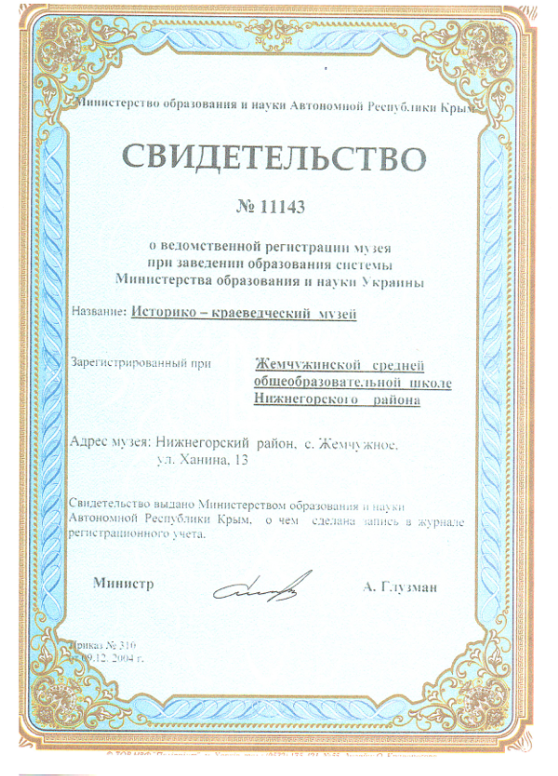 Министерство образования и науки Автономной Республики Крым
СВИДЕТЕЛЬСТВО
№ 11143
о ведомственной регистрации музея
при заведении образования системы
Министерства образования и науки Украины
Название: Историко – краеведческий музей
Зарегистрированный при Жемчужинской средней
общеобразовательной школе
Нижнегорского района
Адрес музея: Нижнегорский район, с. Жемчужное,
ул. Ханина, 13
Свидетельство выдано Министерством образования и науки
Автономной Республики Крым, о чем сделана запись в журнале
регистрационного учета.
Министр А. Глузман
Приказ № 310
от 09.12. 2004 г.